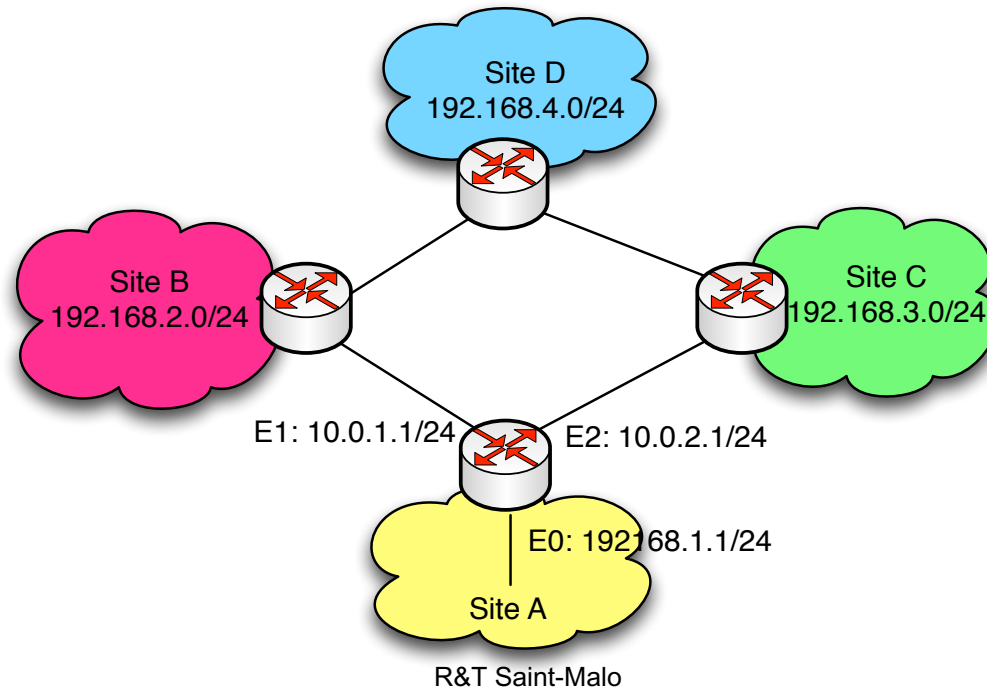 Site D
192.168.4.0/24
Site B
192.168.2.0/24
Site C
192.168.3.0/24
E1: 10.0.1.1/24
E2: 10.0.2.1/24
E0: 192168.1.1/24
Site A
R&T Saint-Malo